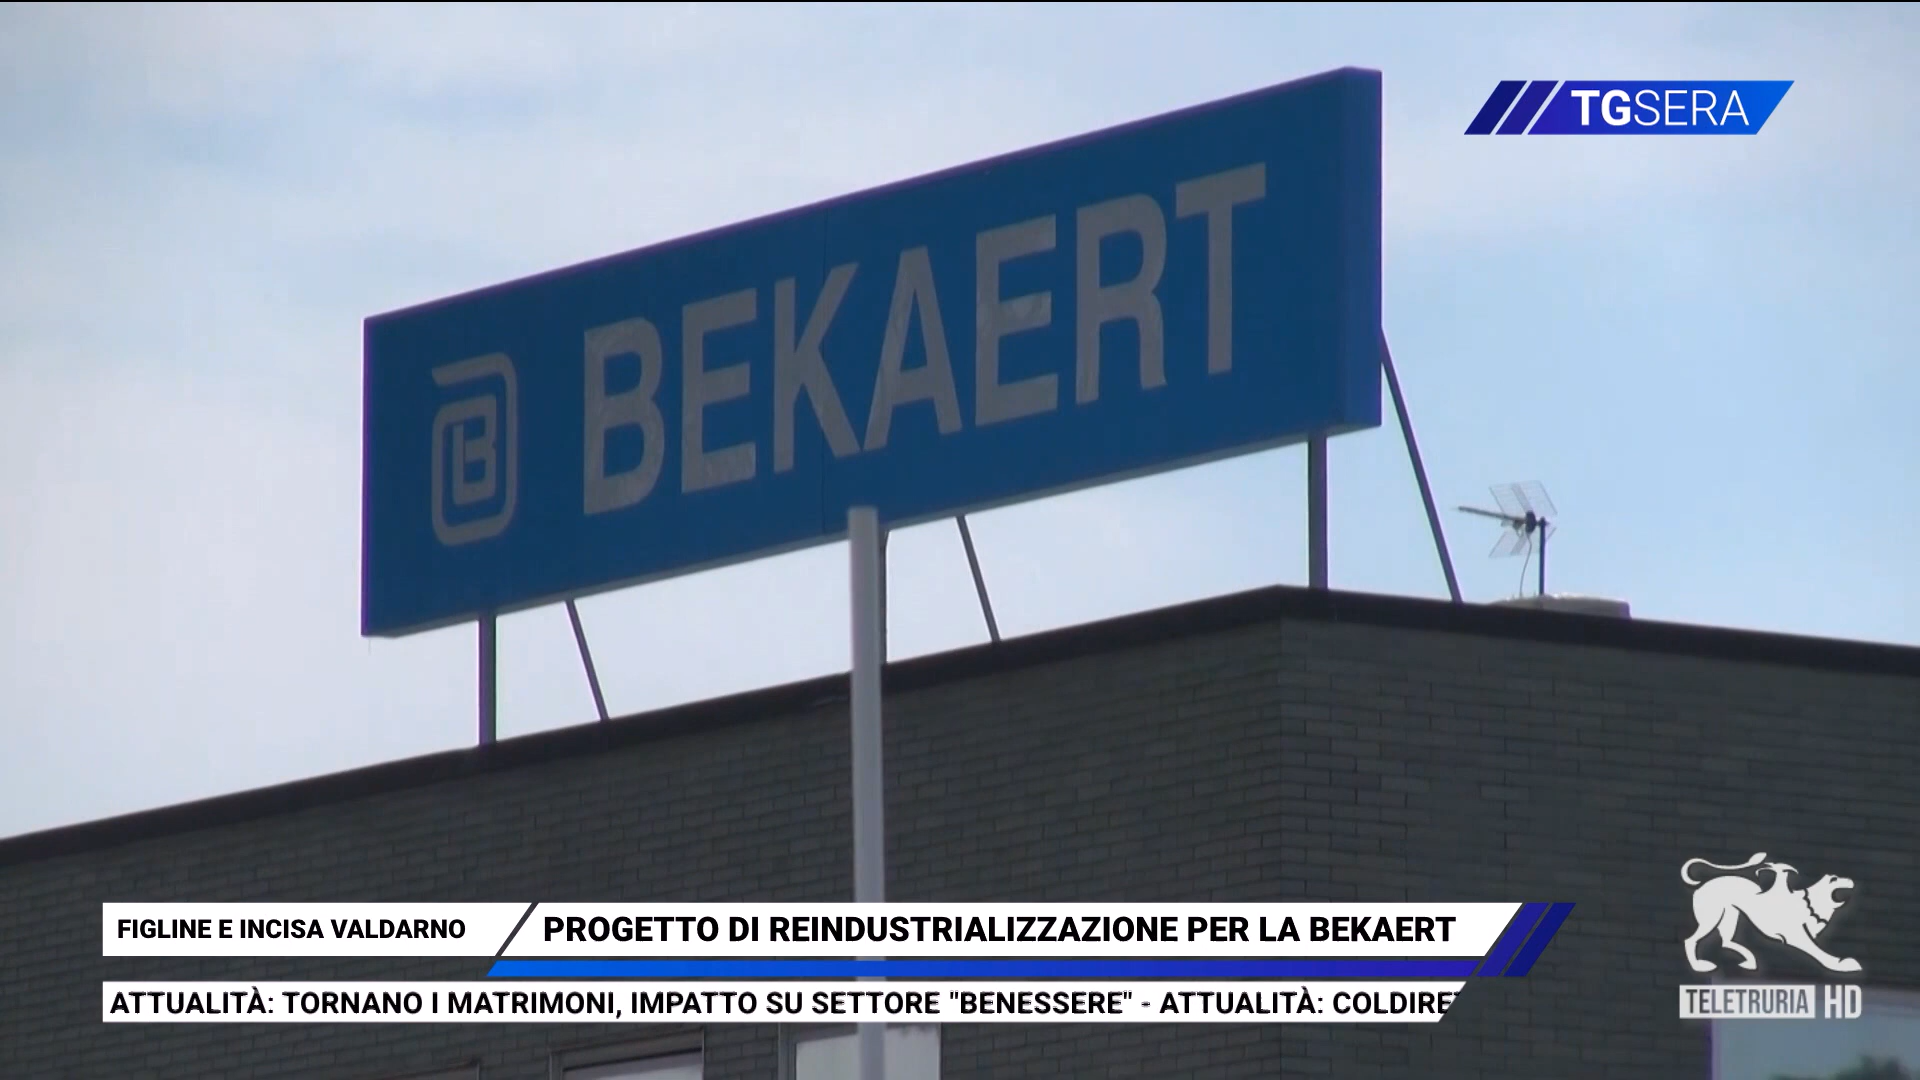 TGSERA
B BEKAERT
FIGLINE E INCISA VALDARNO
PROGETTO DI REINDUSTRIALIZZAZIONE PER LA BEKAERT
ATTUALITÀ: TORNANO I MATRIMONI, IMPATTO SU SETTORE "BENESSERE" - ATTUALITÀ: COLDIRE
TELETRURIA HD